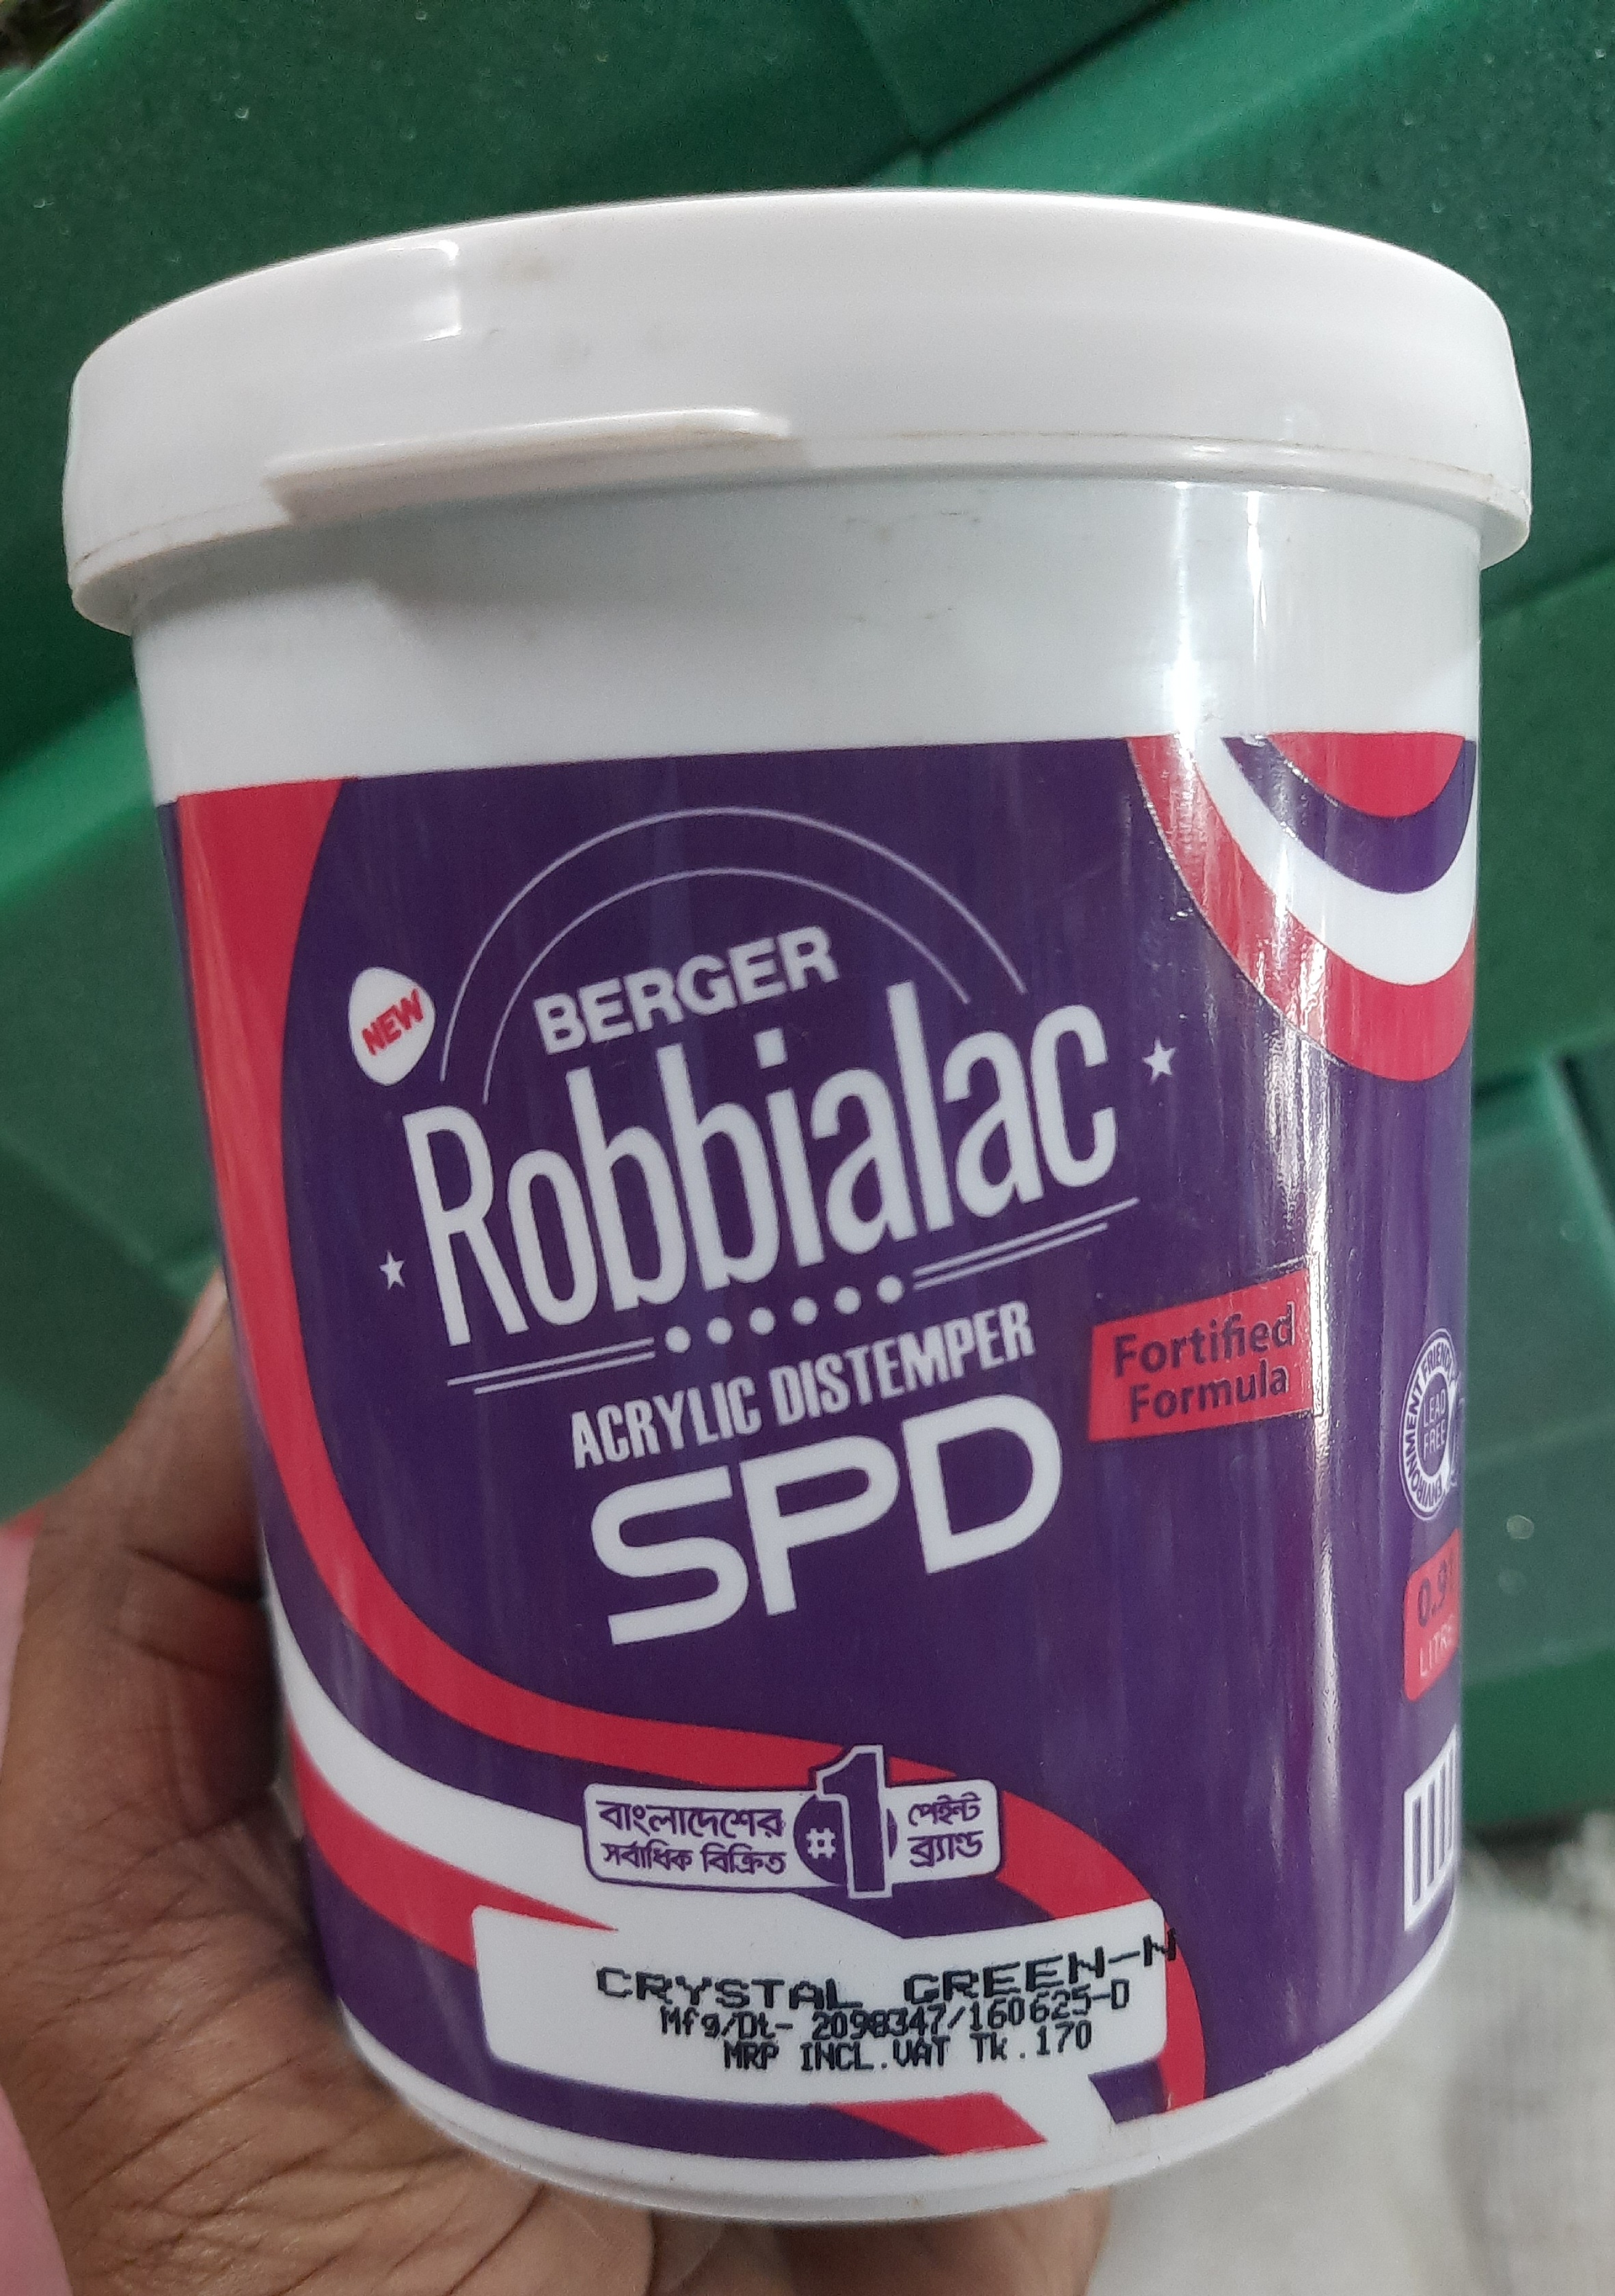 NEW
BERGER
Robbialac
ACRYLIC DISTEMPER
SPD
Fortified
Formula
ENVIRONMENT
LEAD
FREE
বাংলাদেশের
সর্বাধিক বিক্রিত
#1
পেইন্ট
ব্র্যান্ড
CRYSTAL GREEN-N
Mfg/Dt- 2098347/160625-D
MRP INCL.VAT Tk.170